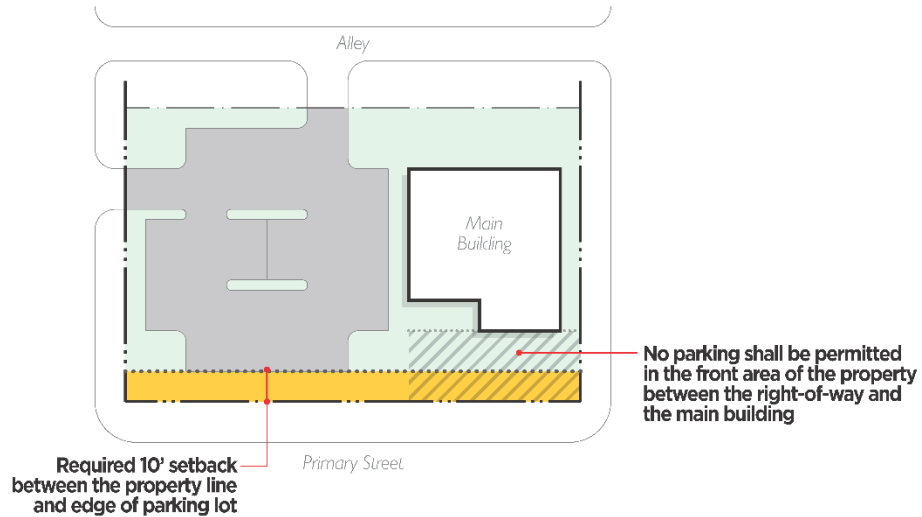 Alley
Main
Building
No parking shall be permitted
in the front area of the property
between the right-of-way and
the main building
Required 10’ setback
between the property line
and edge of parking lot
Primary Street